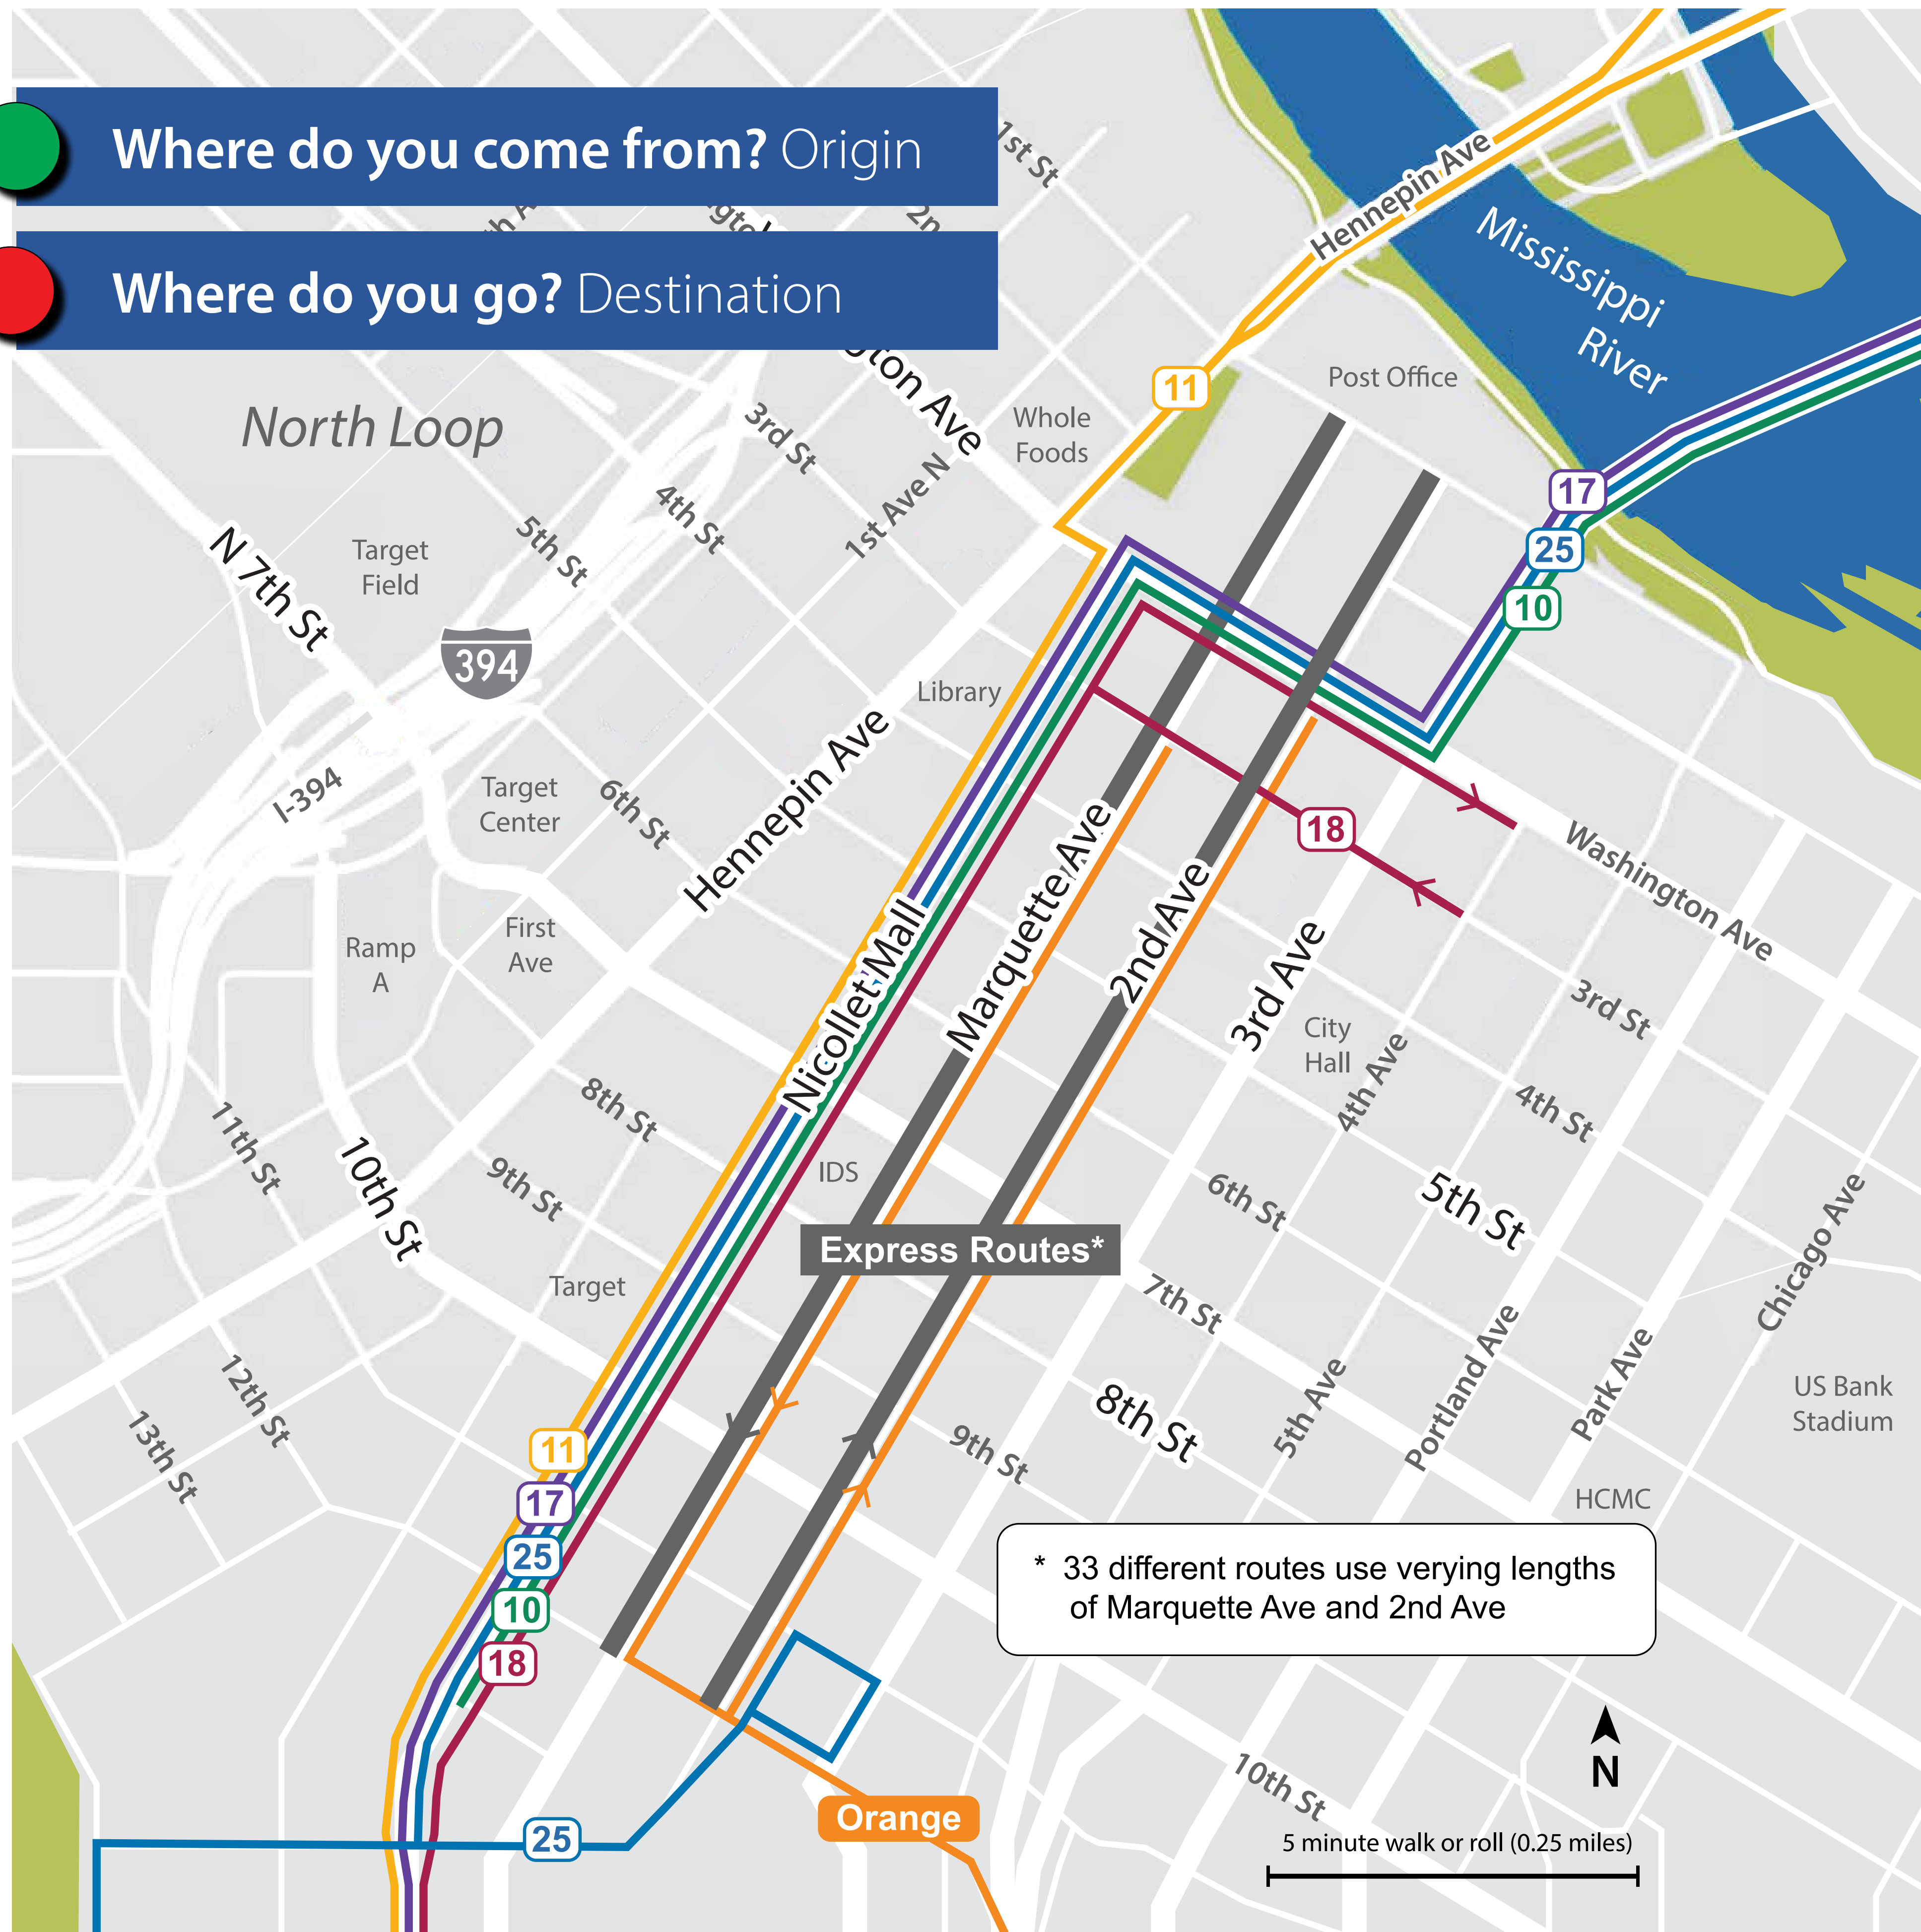 Where do you come from? Origin
Where do you go? Destination
1st St
Hennepin Ave
Mississippi
River
11
Post Office
North Loop
3rd St
Whole
Foods
4th St
1st Ave N
17
5th St
Target
Field
25
N 7th St
10
394
Library
I-394
Target
Center
6th St
Hennepin Ave
18
Washington Ave
First
Ave
Ramp
A
Nicollet Mall
Marquette Ave
2nd Ave
3rd Ave
3rd St
City
Hall
4th Ave
4th St
8th St
11th St
10th St
9th St
IDS
6th St
5th St
Chicago Ave
Express Routes*
Target
7th St
12th St
13th St
8th St
9th St
5th Ave
Portland Ave
Park Ave
US Bank
Stadium
11
17
25
10
18
HCMC
* 33 different routes use verying lengths
of Marquette Ave and 2nd Ave
N
10th St
Orange
25
5 minute walk or roll (0.25 miles)